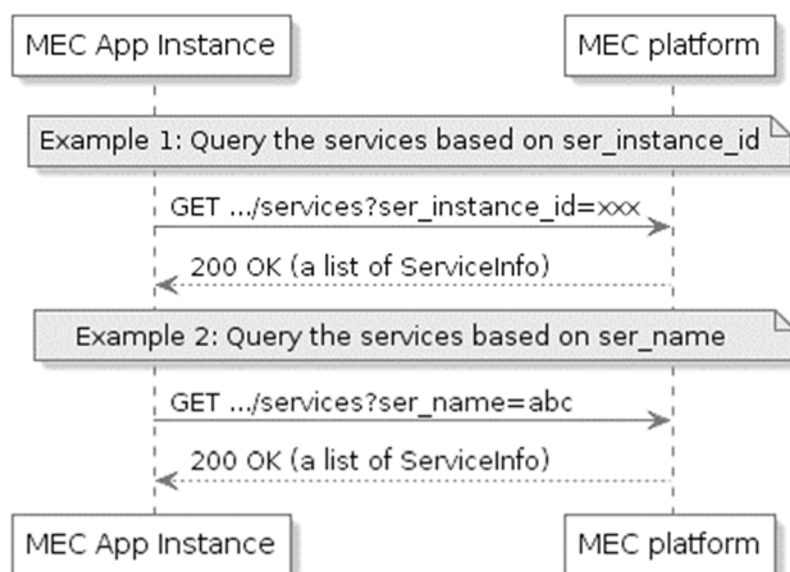 MEC App Instance
MEC platform
Example 1: Query the services based on ser_instance_id
GET .../services?ser_instance_id=xxx
200 OK (a list of ServiceInfo)
Example 2: Query the services based on ser_name
GET .../services?ser_name=abc
200 OK (a list of ServiceInfo)
MEC App Instance
MEC platform